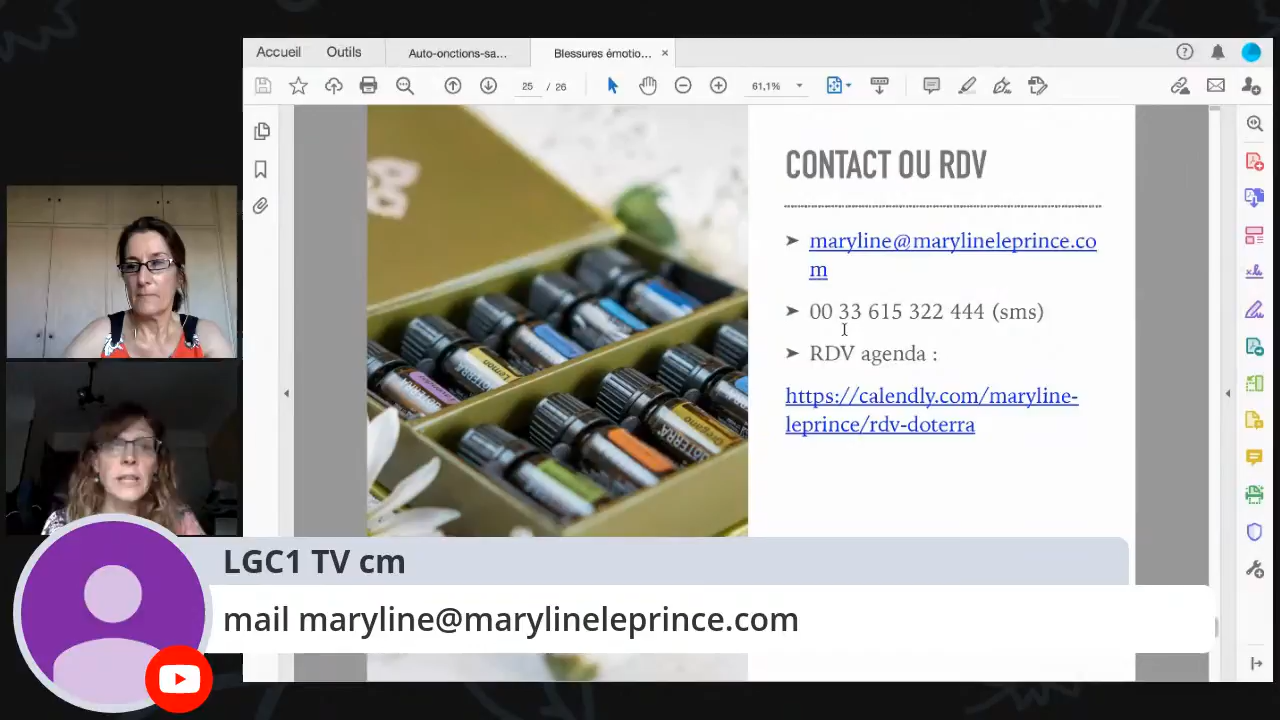 Accueil
Outils
Auto-onctions-sa...
Blessures émotio...
25 / 26
61,1%
CONTACT OU RDV
maryline@marylineleprince.co
m
00 33 615 322 444 (sms)
RDV agenda :
https://calendly.com/maryline-
leprince/rdv-doterra
Lemon
Oregano
LGC1 TV cm
mail maryline@marylineleprince.com